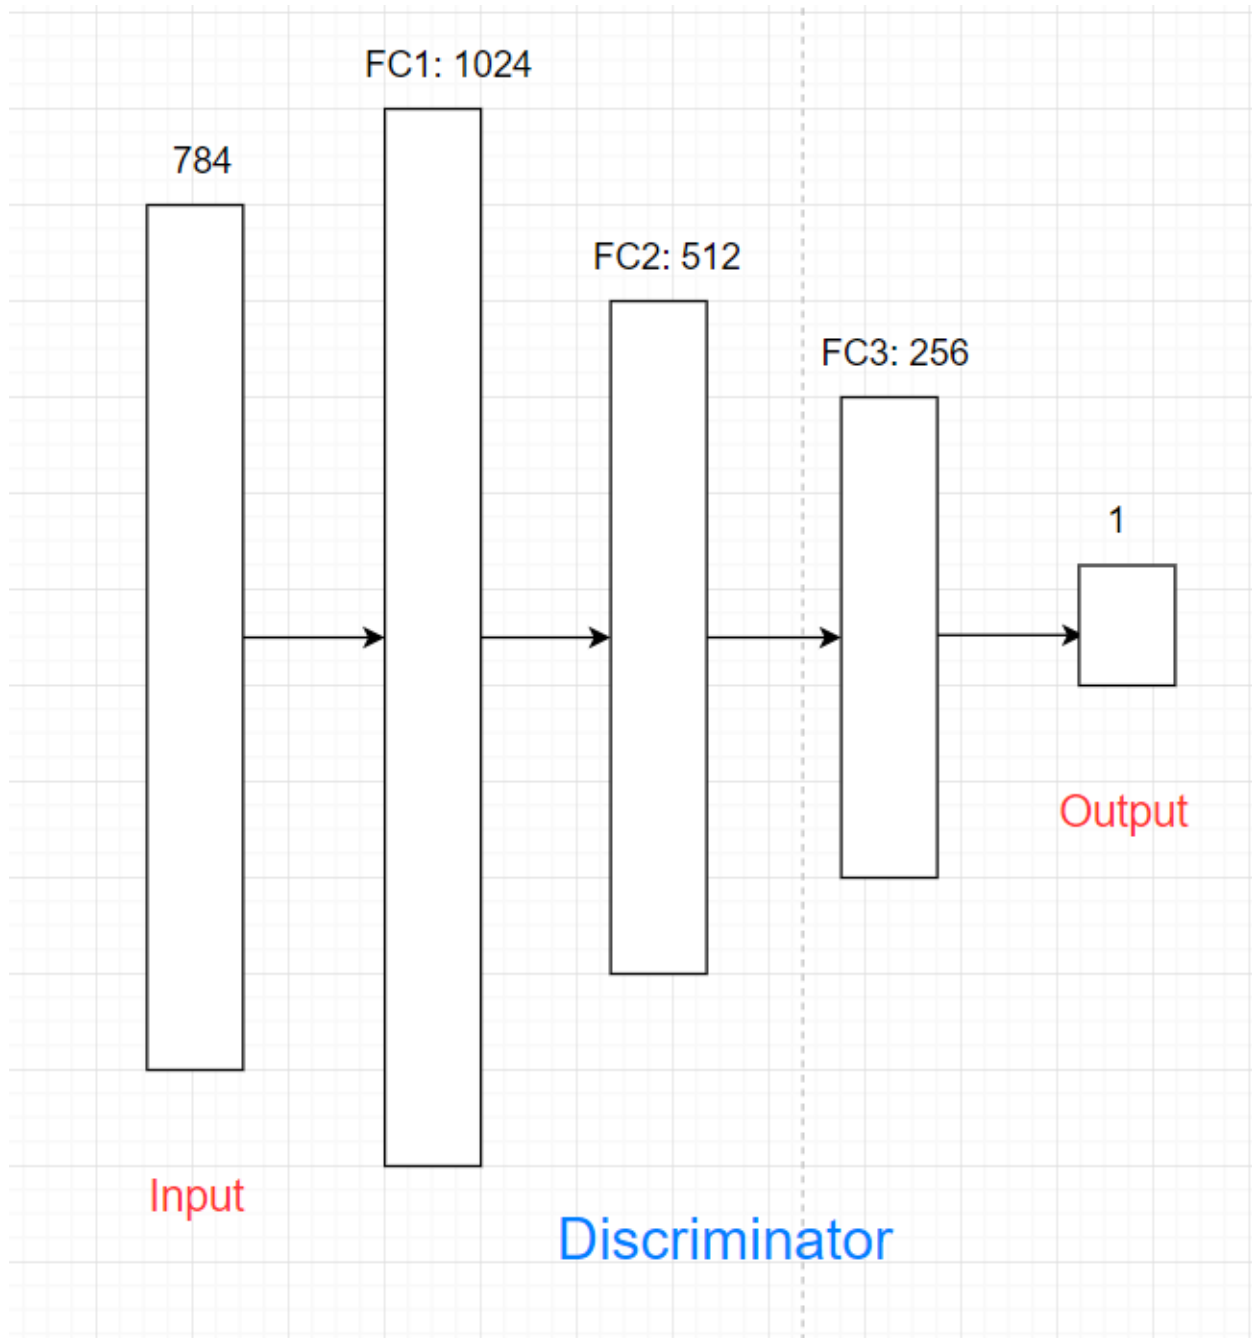 FC1: 1024
784
FC2: 512
FC3: 256
1
Output
Input
Discriminator